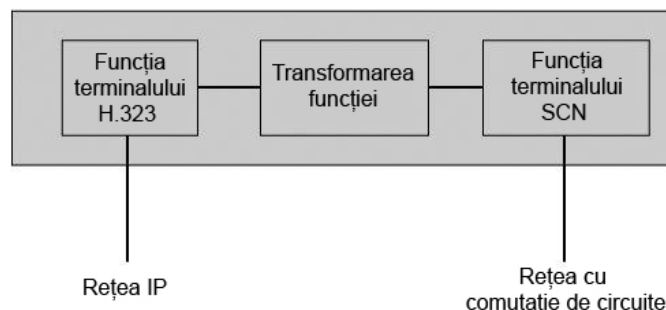 Funcția
terminalului
H.323
Transformarea
funcției
Funcția
terminalului
SCN
Rețea IP
Rețea cu
comutație de circuite